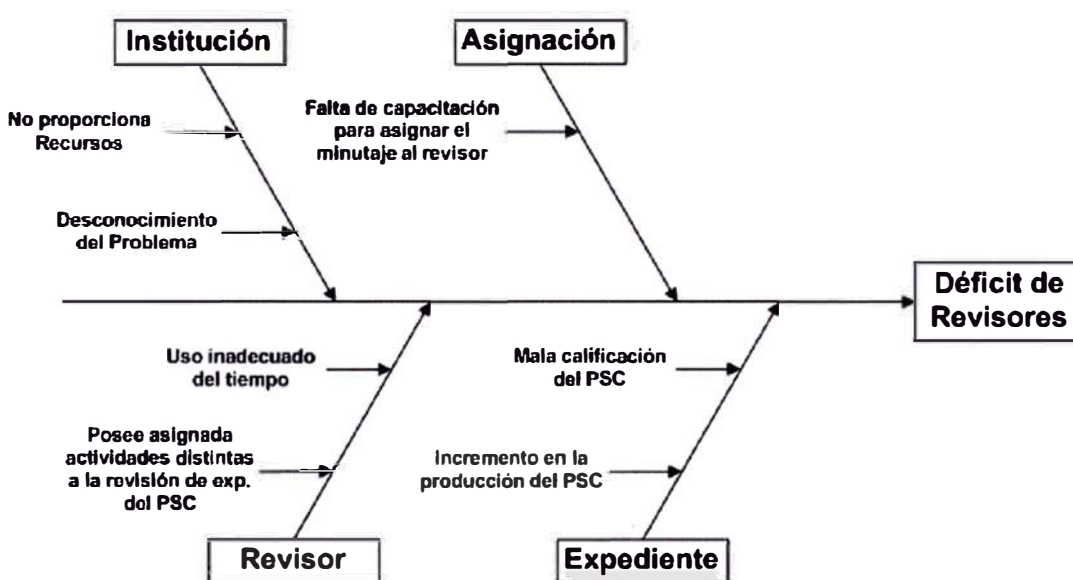 Institución
Asignación
No proporciona
Recursos
Desconocimiento
del Problema
Falta de capacitación
para asignar el
minutaje al revisor
Déficit de
Revisores
Uso inadecuado
del tiempo
Posee asignada
actividades distintas
a la revisión de exp.
del PSC
Mala calificación
del PSC
Incremento en la
producción del PSC
Revisor
Expediente